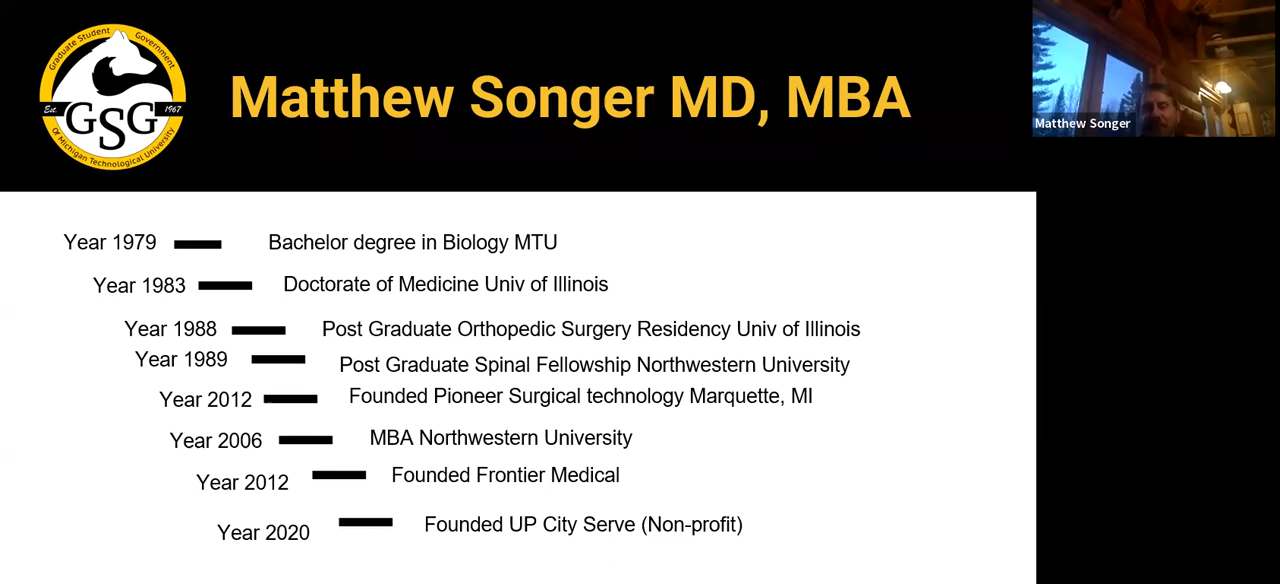 Graduate Student Government
Est. 1967
GSG
Of Michigan Technological University
Matthew Songer MD, MBA
Matthew Songer
Year 1979 Bachelor degree in Biology MTU
Year 1983 Doctorate of Medicine Univ of Illinois
Year 1988 Post Graduate Orthopedic Surgery Residency Univ of Illinois
Year 1989 Post Graduate Spinal Fellowship Northwestern University
Year 2012 Founded Pioneer Surgical technology Marquette, MI
Year 2006 MBA Northwestern University
Year 2012 Founded Frontier Medical
Year 2020 Founded UP City Serve (Non-profit)